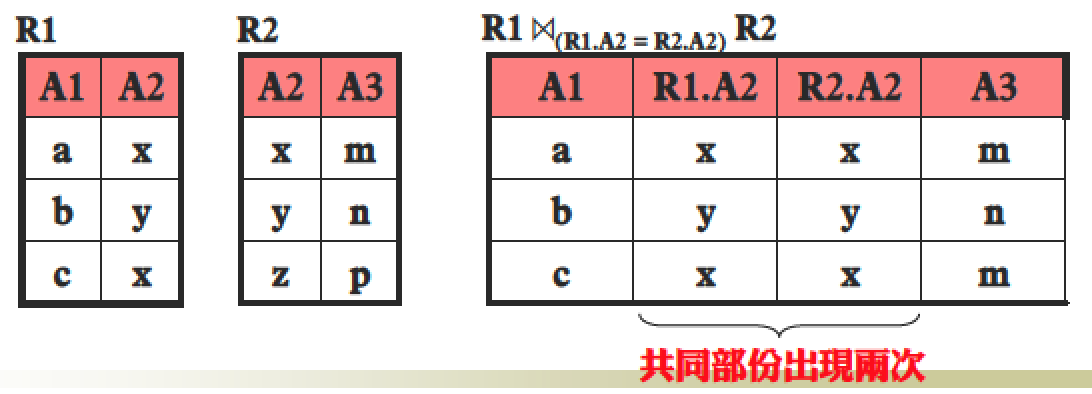 R1
A1 A2
a x
b y
c x
R2
A2 A3
x m
y n
z p
R1 ⋈(R1.A2 = R2.A2) R2
A1 R1.A2 R2.A2 A3
a x x m
b y y n
c x x m
共同部份出現兩次